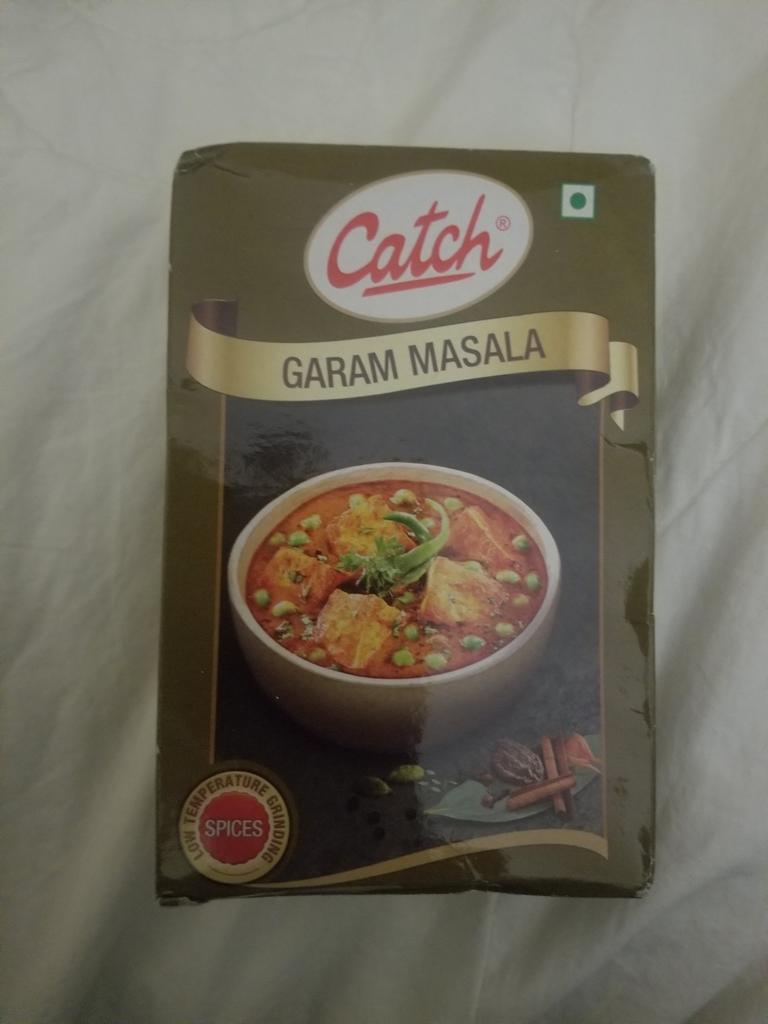 Catch®
GARAM MASALA
LOW TEMPERATURE GRINDING
SPICES